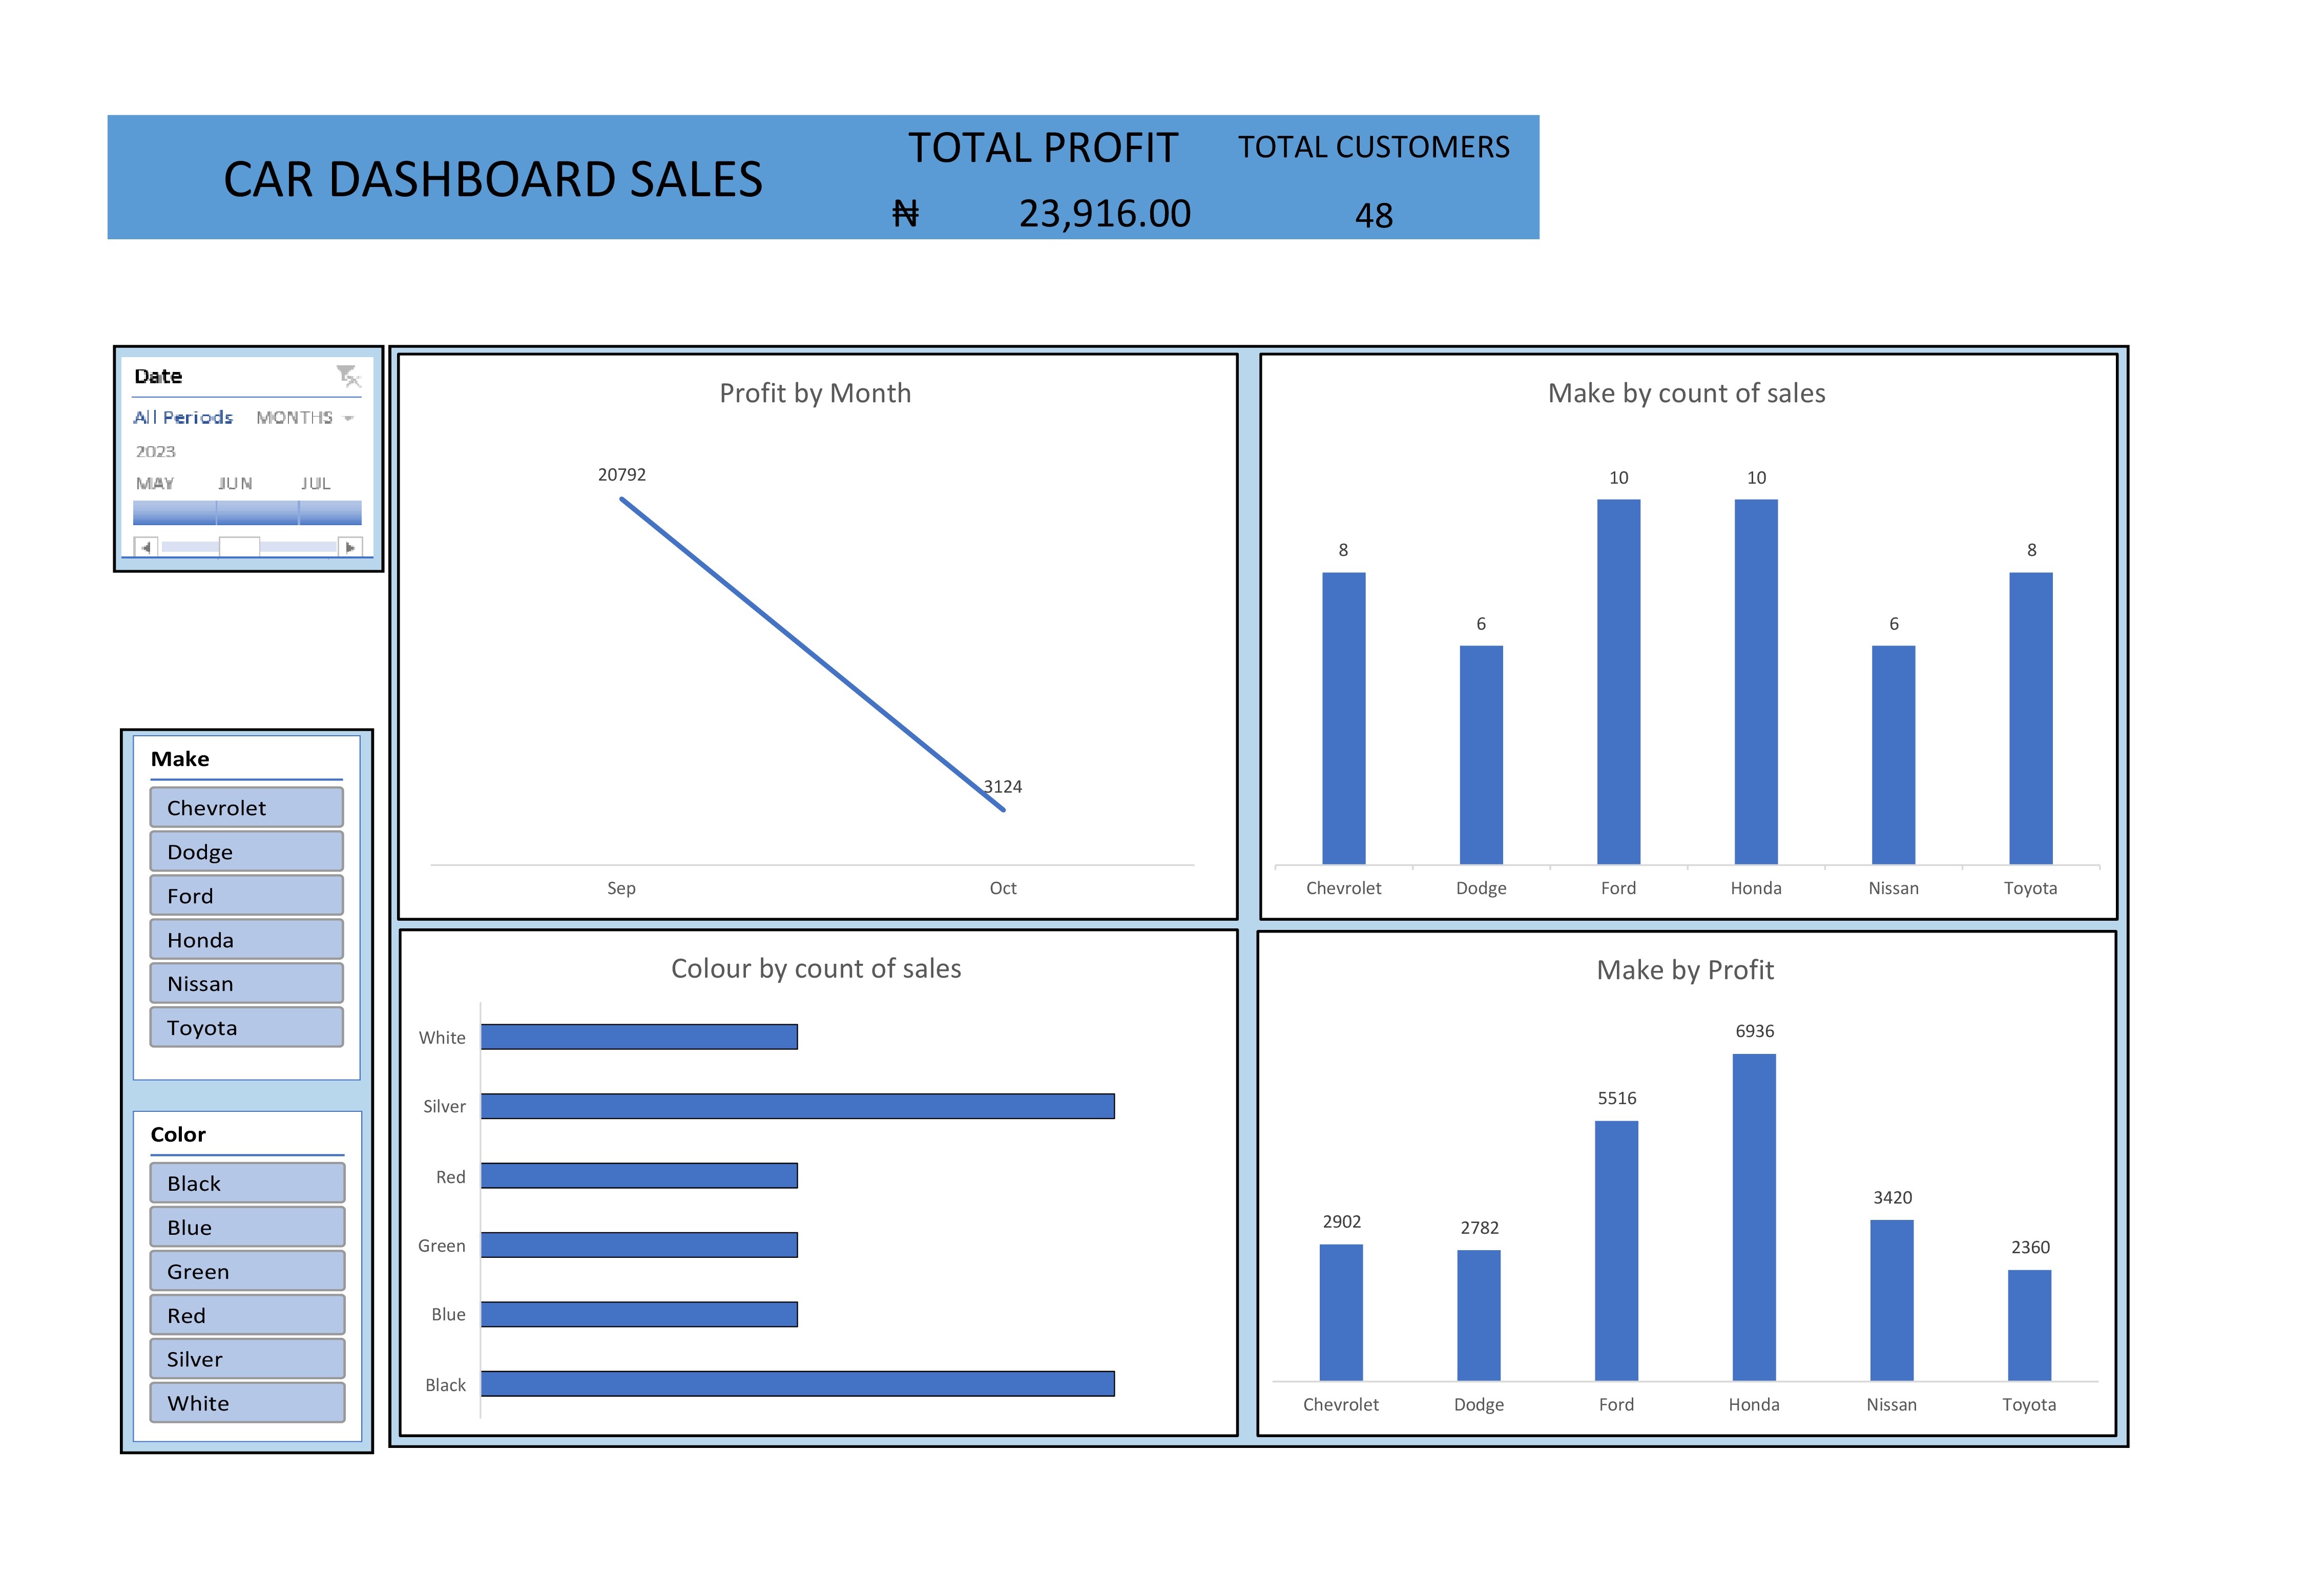 CAR DASHBOARD SALES
TOTAL PROFIT
₦ 23,916.00
TOTAL CUSTOMERS
48
Date
All Periods MONTHS
2023
MAY JUN JUL
Make
Chevrolet
Dodge
Ford
Honda
Nissan
Toyota
Color
Black
Blue
Green
Red
Silver
White
Profit by Month
20792
3124
Sep Oct
Make by count of sales
8 6 10 10 6 8
Chevrolet Dodge Ford Honda Nissan Toyota
Colour by count of sales
White
Silver
Red
Green
Blue
Black
Make by Profit
2902 2782 5516 6936 3420 2360
Chevrolet Dodge Ford Honda Nissan Toyota